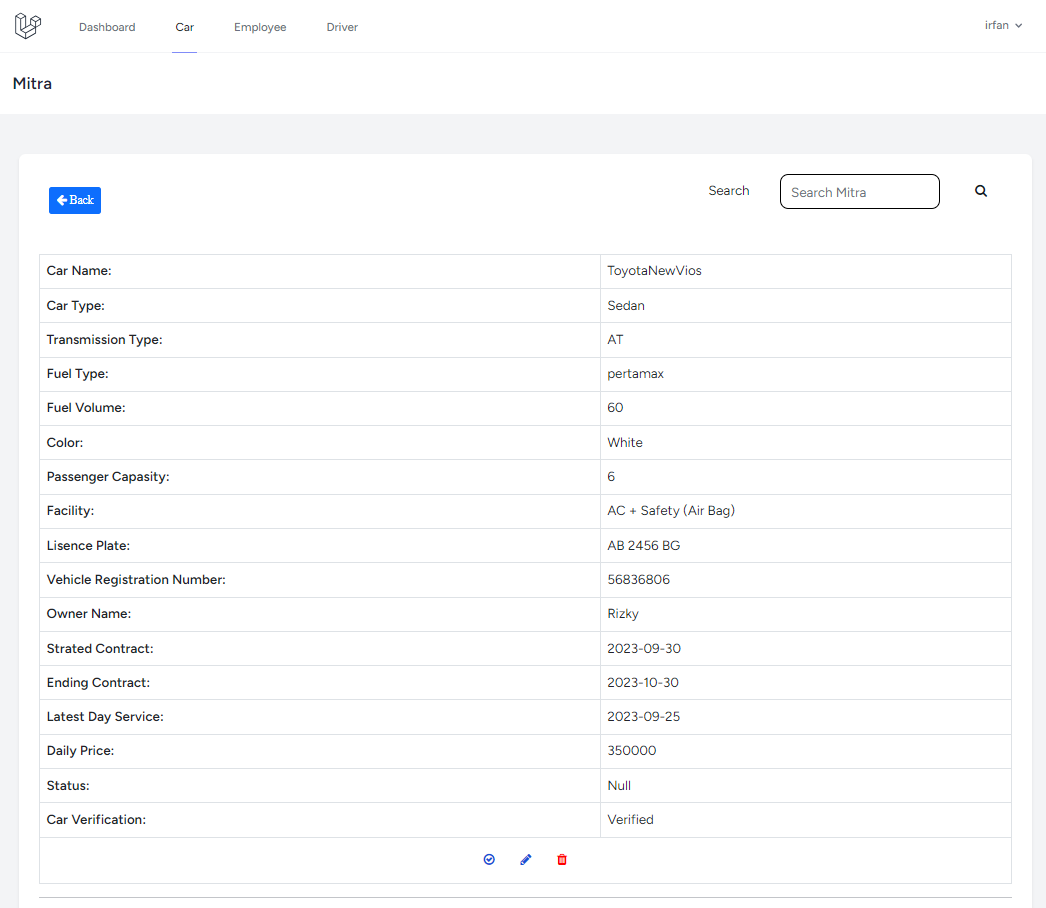 Dashboard Car Employee Driver irfan
Mitra
Back Search Search Mitra
Car Name: ToyotaNewVios
Car Type: Sedan
Transmission Type: AT
Fuel Type: pertamax
Fuel Volume: 60
Color: White
Passenger Capasity: 6
Facility: AC + Safety (Air Bag)
Lisence Plate: AB 2456 BG
Vehicle Registration Number: 56836806
Owner Name: Rizky
Strated Contract: 2023-09-30
Ending Contract: 2023-10-30
Latest Day Service: 2023-09-25
Daily Price: 350000
Status: Null
Car Verification: Verified